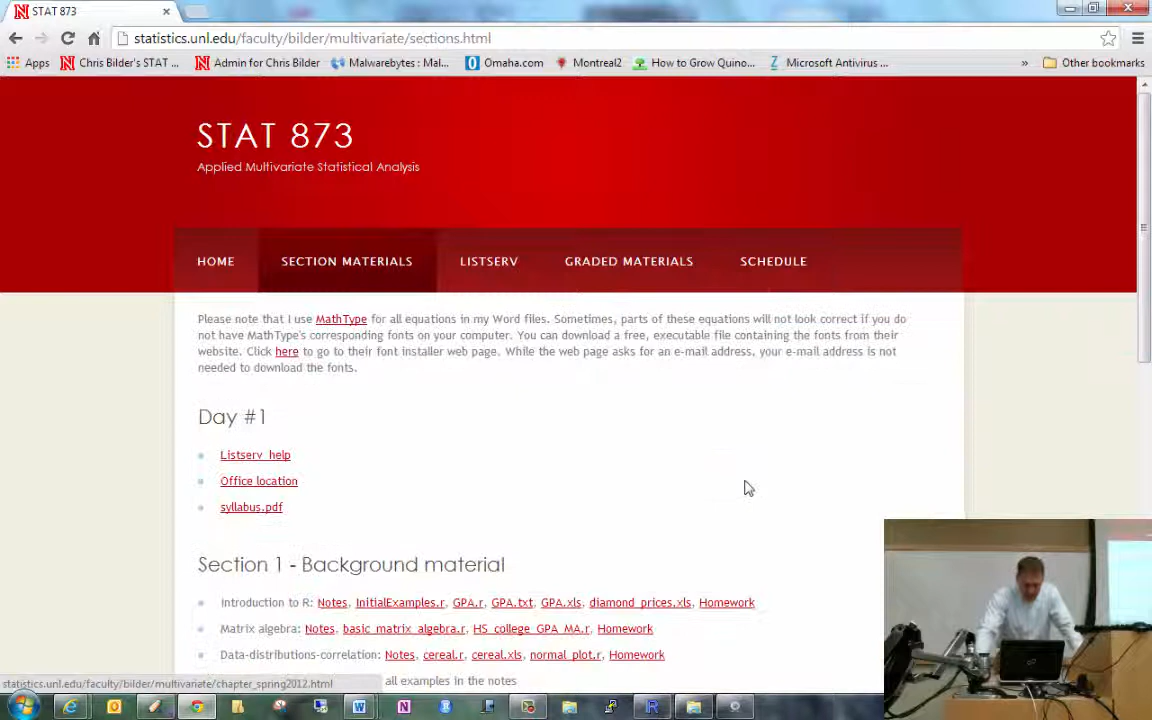 STAT 873
statistics.unl.edu/faculty/bilder/multivariate/sections.html
Apps Chris Bilder's STAT ... Admin for Chris Bilder Malwarebytes : Mal... Omaha.com Montreal2 How to Grow Quino... Microsoft Antivirus ... » Other bookmarks
STAT 873
Applied Multivariate Statistical Analysis
HOME SECTION MATERIALS LISTSERV GRADED MATERIALS SCHEDULE
Please note that I use MathType for all equations in my Word files. Sometimes, parts of these equations will not look correct if you do
not have MathType's corresponding fonts on your computer. You can download a free, executable file containing the fonts from their
website. Click here to go to their font installer web page. While the web page asks for an e-mail address, your e-mail address is not
needed to download the fonts.
Day #1
Listserv_help
Office location
syllabus.pdf
Section 1 - Background material
Introduction to R: Notes, InitialExamples.r, GPA.r, GPA.txt, GPA.xls, diamond_prices.xls, Homework
Matrix algebra: Notes, basic_matrix_algebra.r, HS_college_GPA_MA.r, Homework
Data-distributions-correlation: Notes, cereal.r, cereal.xls, normal_plot.r, Homework
all examples in the notes
statistics.unl.edu/faculty/bilder/multivariate/chapter_spring2012.html